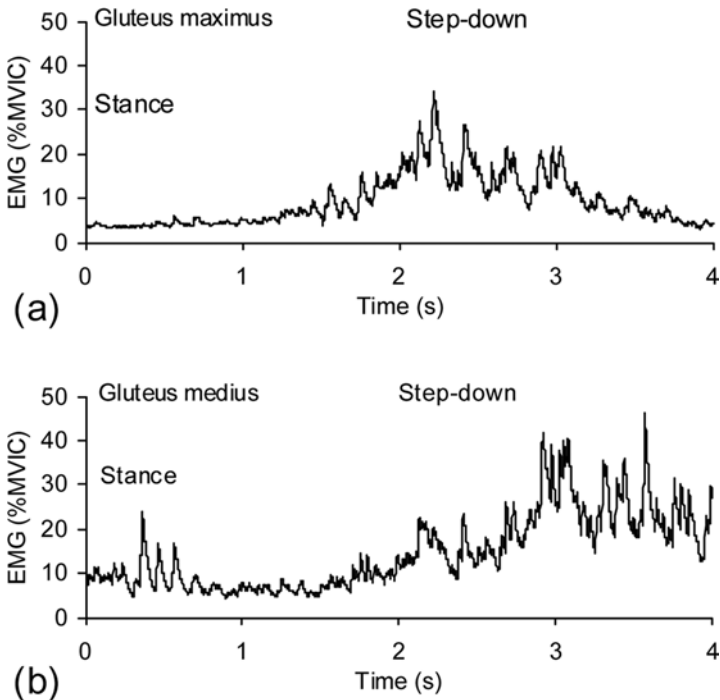 Gluteus maximus Step-down
Stance
EMG (%MVIC)
50
40
30
20
10
0
0 1 2 3 4
Time (s)
(a)
Gluteus medius Step-down
Stance
EMG (%MVIC)
50
40
30
20
10
0
0 1 2 3 4
Time (s)
(b)